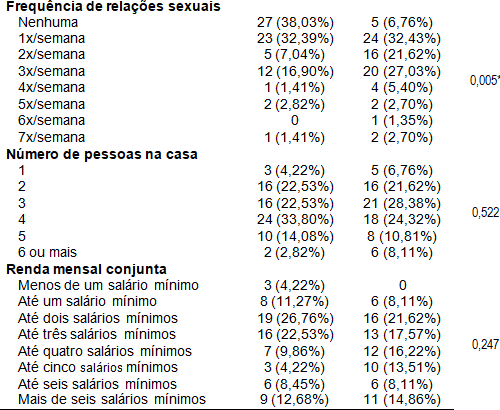 Frequência de relações sexuais
Nenhuma 27 (38,03%) 5 (6,76%)
1x/semana 23 (32,39%) 24 (32,43%)
2x/semana 5 (7,04%) 16 (21,62%)
3x/semana 12 (16,90%) 20 (27,03%)
4x/semana 1 (1,41%) 4 (5,40%) 0,005*
5x/semana 2 (2,82%) 2 (2,70%)
6x/semana 0 1 (1,35%)
7x/semana 1 (1,41%) 2 (2,70%)
Número de pessoas na casa
1 3 (4,22%) 5 (6,76%)
2 16 (22,53%) 16 (21,62%)
3 16 (22,53%) 21 (28,38%)
4 24 (33,80%) 18 (24,32%) 0,522
5 10 (14,08%) 8 (10,81%)
6 ou mais 2 (2,82%) 6 (8,11%)
Renda mensal conjunta
Menos de um salário mínimo 3 (4,22%) 0
Até um salário mínimo 8 (11,27%) 6 (8,11%)
Até dois salários mínimos 19 (26,76%) 16 (21,62%)
Até três salários mínimos 16 (22,53%) 13 (17,57%)
Até quatro salários mínimos 7 (9,86%) 12 (16,22%) 0,247
Até cinco salários mínimos 3 (4,22%) 10 (13,51%)
Até seis salários mínimos 6 (8,45%) 6 (8,11%)
Mais de seis salários mínimos 9 (12,68%) 11 (14,86%)